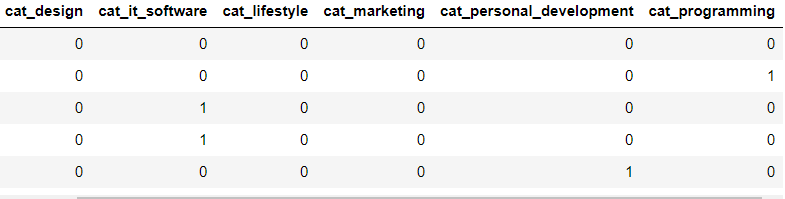 cat_design cat_it_software cat_lifestyle cat_marketing cat_personal_development cat_programming
0 0 0 0 0 0
0 0 0 0 0 1
0 1 0 0 0 0
0 1 0 0 0 0
0 0 0 0 1 0